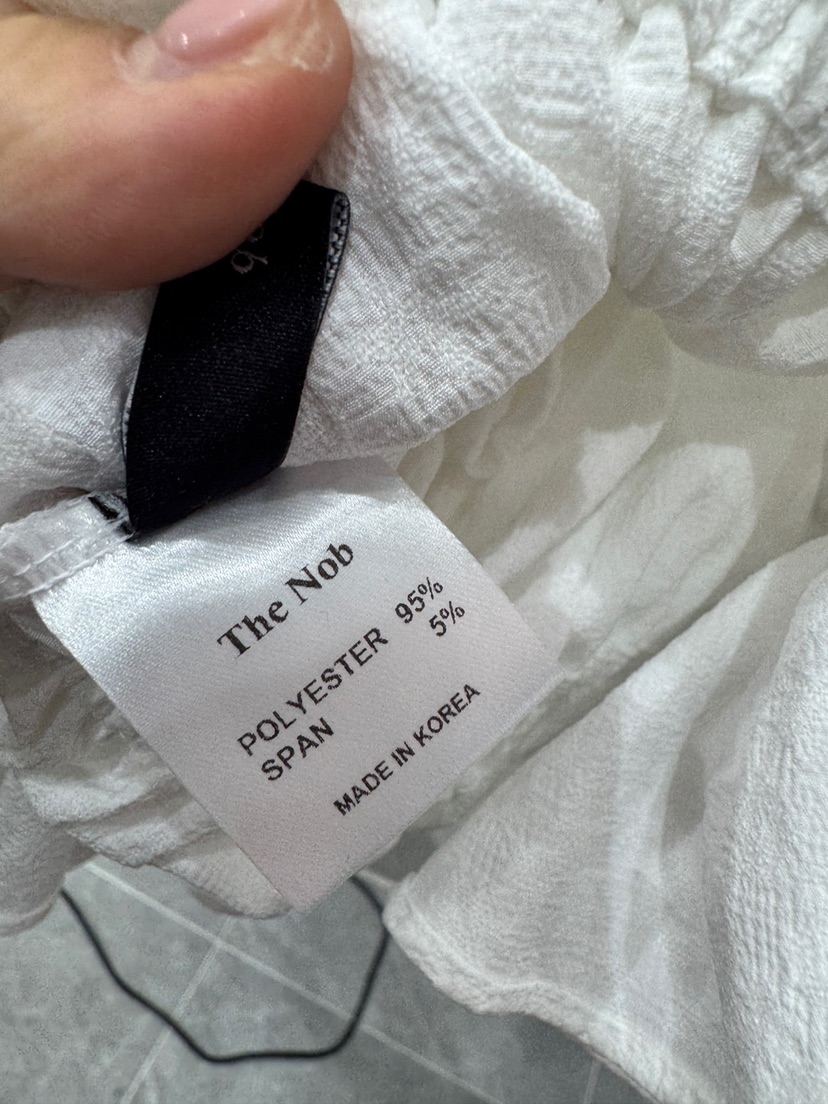 The Nob
POLYESTER 95%
SPAN 5%
MADE IN KOREA